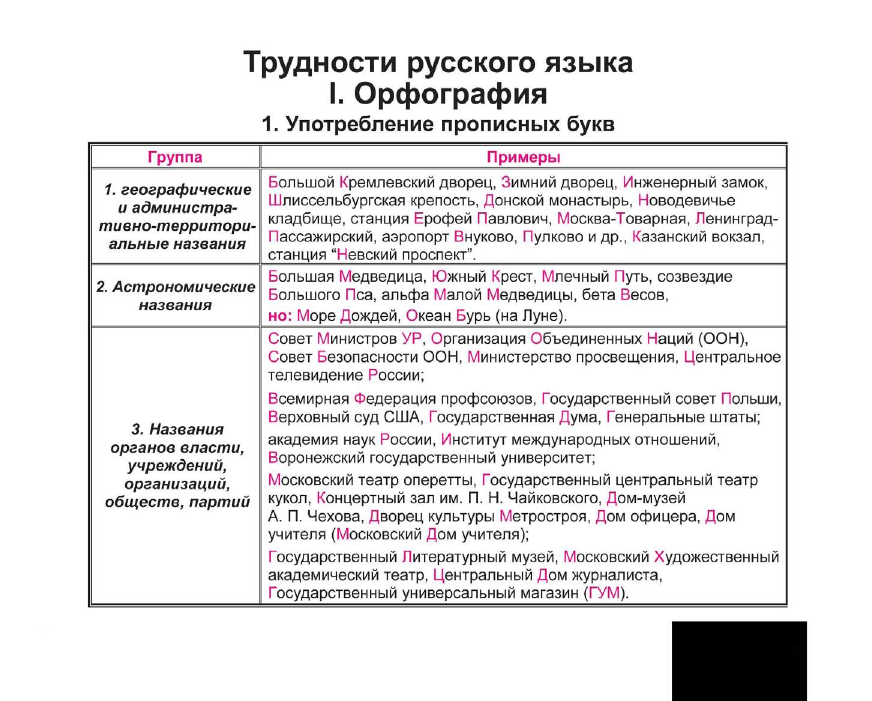 Трудности русского языка
I. Орфография
1. Употребление прописных букв
Группа
Примеры
1. географические
и администра-
тивно-территори-
альные названия
Большой Кремлевский дворец, Зимний дворец, Инженерный замок,
Шлиссельбургская крепость, Донской монастырь, Новодевичье
кладбище, станция Ерофей Павлович, Москва-Товарная, Ленинград-
Пассажирский, аэропорт Внуково, Пулково и др., Казанский вокзал,
станция “Невский проспект”.
2. Астрономические
названия
Большая Медведица, Южный Крест, Млечный Путь, созвездие
Большого Пса, альфа Малой Медведицы, бета Весов,
но: Море Дождей, Океан Бурь (на Луне).
3. Названия
органов власти,
учреждений,
организаций,
обществ, партий
Совет Министров УР, Организация Объединенных Наций (ООН),
Совет Безопасности ООН, Министерство просвещения, Центральное
телевидение России;
Всемирная Федерация профсоюзов, Государственный совет Польши,
Верховный суд США, Государственная Дума, Генеральные штаты;
академия наук России, Институт международных отношений,
Воронежский государственный университет;
Московский театр оперетты, Государственный центральный театр
кукол, Концертный зал им. П. Н. Чайковского, Дом-музей
А. П. Чехова, Дворец культуры Метростроя, Дом офицера, Дом
учителя (Московский Дом учителя);
Государственный Литературный музей, Московский Художественный
академический театр, Центральный Дом журналиста,
Государственный универсальный магазин (ГУМ).